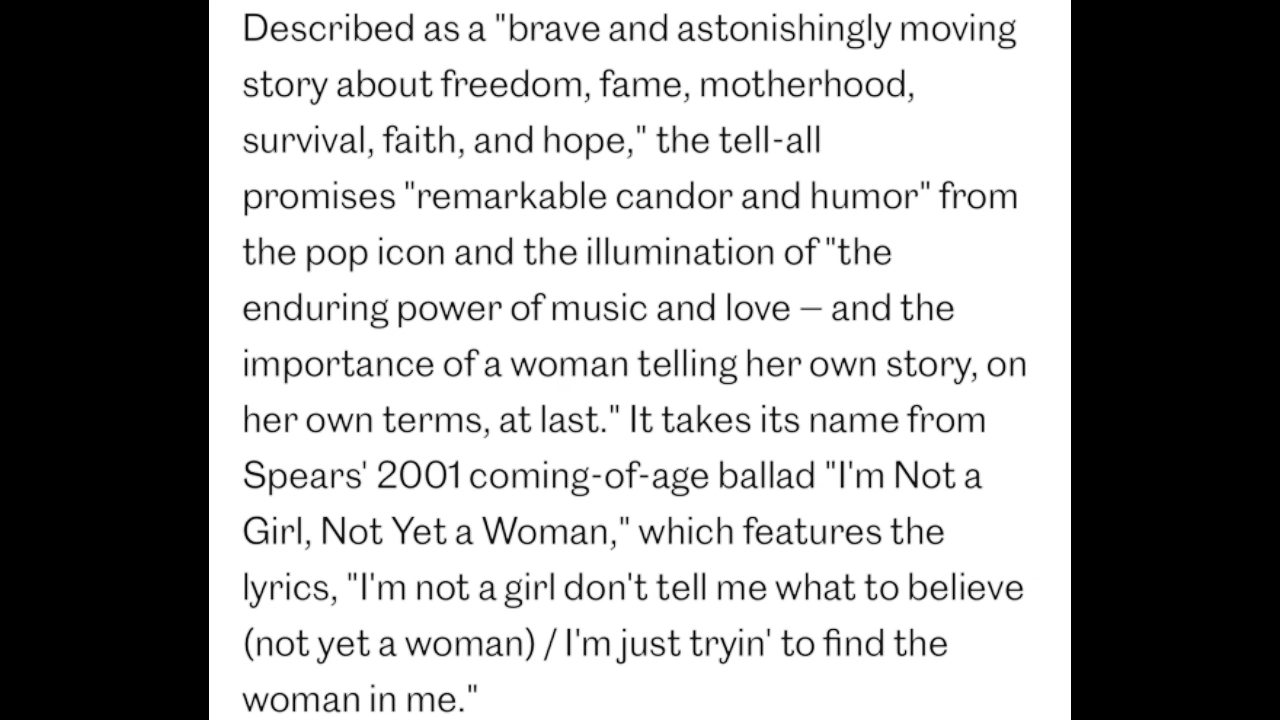 Described as a "brave and astonishingly moving
story about freedom, fame, motherhood,
survival, faith, and hope," the tell-all
promises "remarkable candor and humor" from
the pop icon and the illumination of "the
enduring power of music and love – and the
importance of a woman telling her own story, on
her own terms, at last." It takes its name from
Spears' 2001 coming-of-age ballad "I'm Not a
Girl, Not Yet a Woman," which features the
lyrics, "I'm not a girl don't tell me what to believe
(not yet a woman) / I'm just tryin' to find the
woman in me."